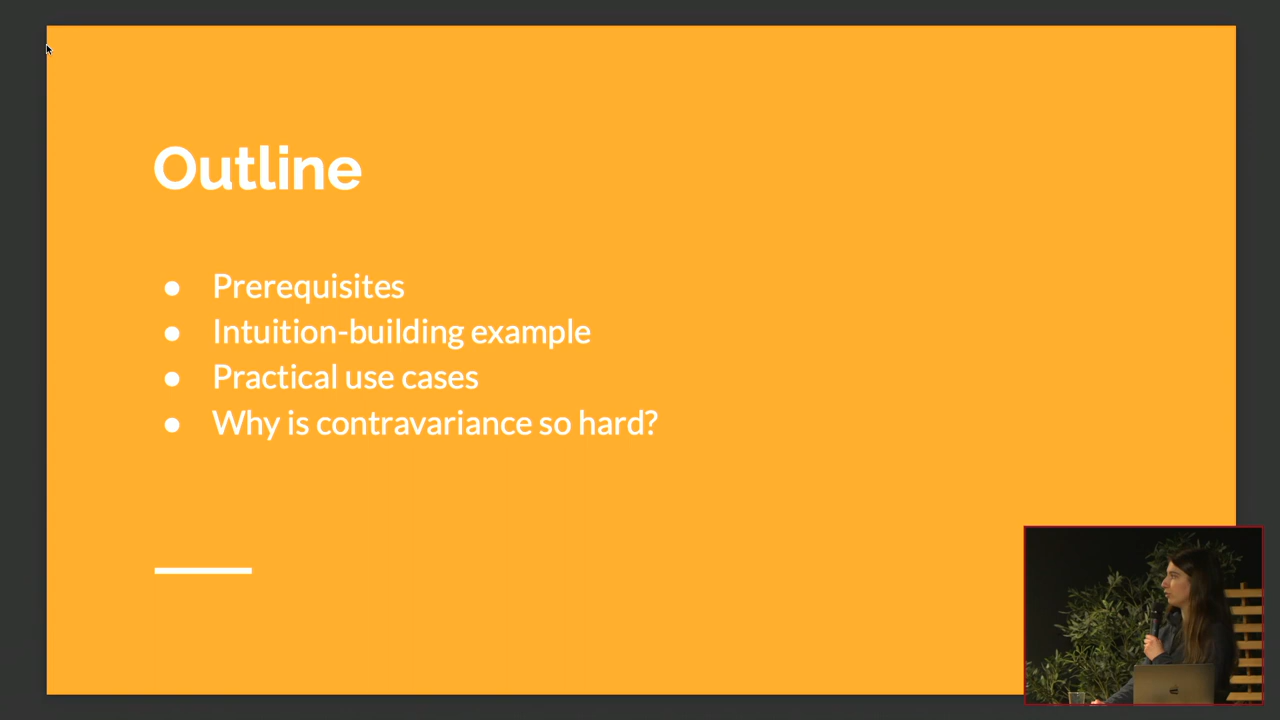 Outline
● Prerequisites
● Intuition-building example
● Practical use cases
● Why is contravariance so hard?